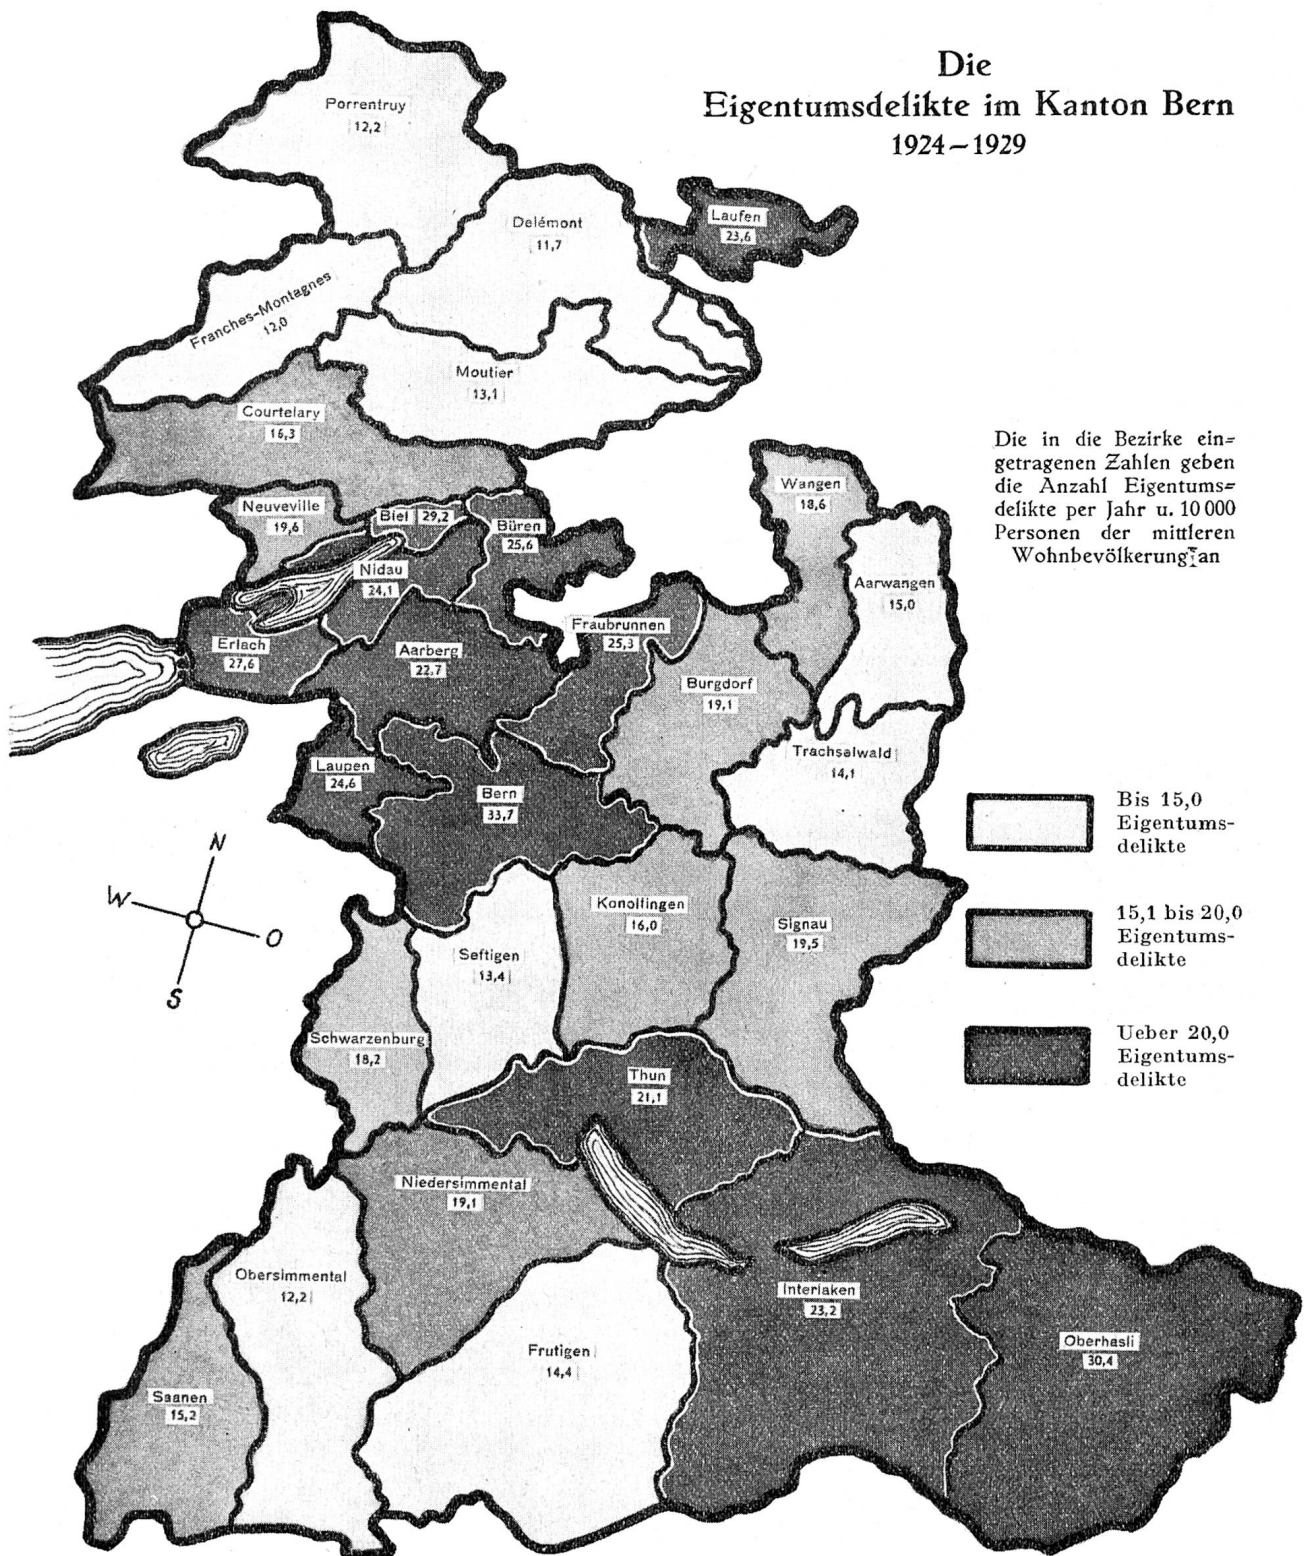 Die
Eigentumsdelikte im Kanton Bern
1924–1929
Porrentruy
12,2
Delémont
11,7
Laufen
23,6
Franches-Montagnes
12,0
Moutier
13,1
Courtelary
16,3
Die in die Bezirke ein=
getragenen Zahlen geben
die Anzahl Eigentums=
delikte per Jahr u. 10 000
Personen der mittleren
Wohnbevölkerung an
Neuveville
19,6
Biel 29,2
Büren
25,6
Wangen
18,6
Nidau
24,1
Aarwangen
15,0
Erlach
27,6
Aarberg
22,7
Fraubrunnen
25,3
Burgdorf
19,1
Trachselwald
14,1
Laupen
24,6
Bern
33,7
Bis 15,0
Eigentums-
delikte
N
W
O
S
Konolfingen
16,0
Signau
19,5
15,1 bis 20,0
Eigentums-
delikte
Seftigen
13,4
Schwarzenburg
18,2
Ueber 20,0
Eigentums-
delikte
Thun
21,1
Niedersimmental
19,1
Obersimmental
12,2
Interlaken
23,2
Frutigen
14,4
Oberhasli
30,4
Saanen
15,2